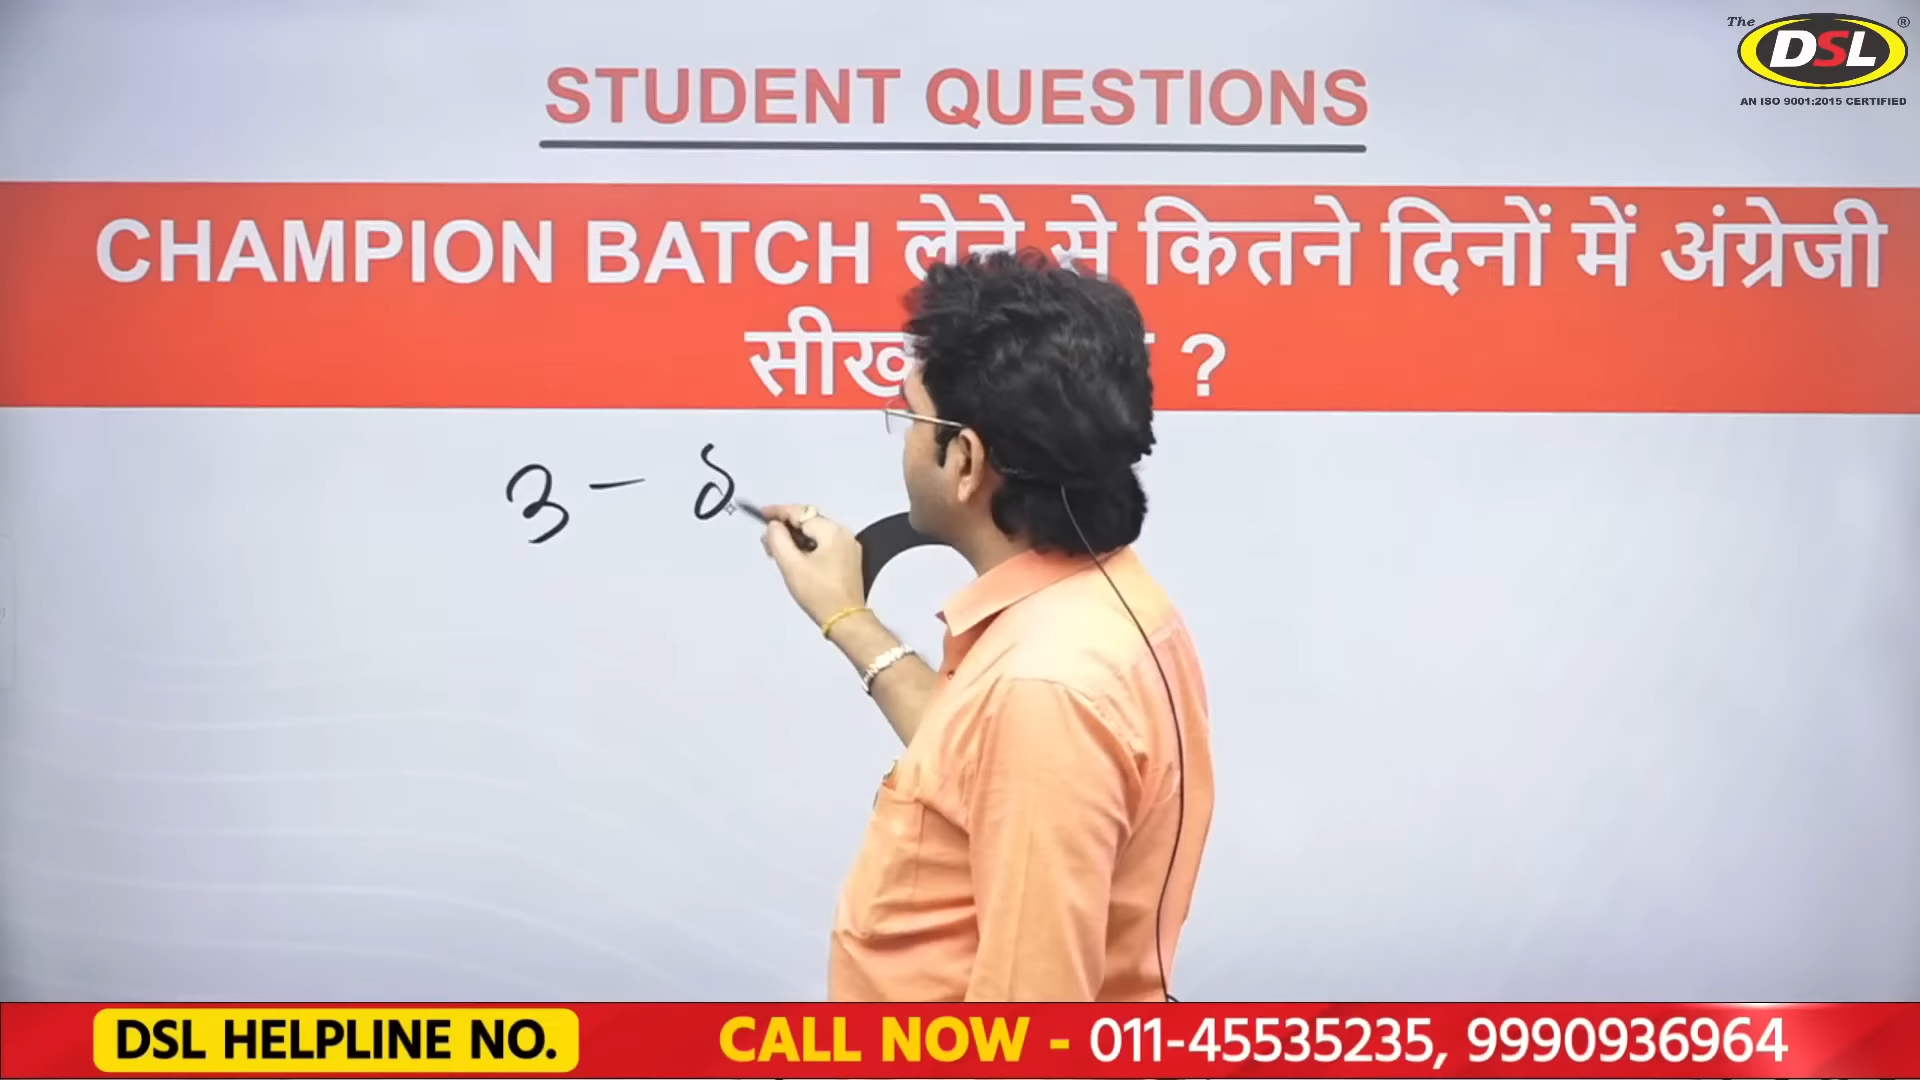 The DSL ®
AN ISO 9001:2015 CERTIFIED
STUDENT QUESTIONS
CHAMPION BATCH लेने से कितने दिनों में अंग्रेजी
?
3 -
DSL HELPLINE NO. CALL NOW - 011-45535235, 9990936964